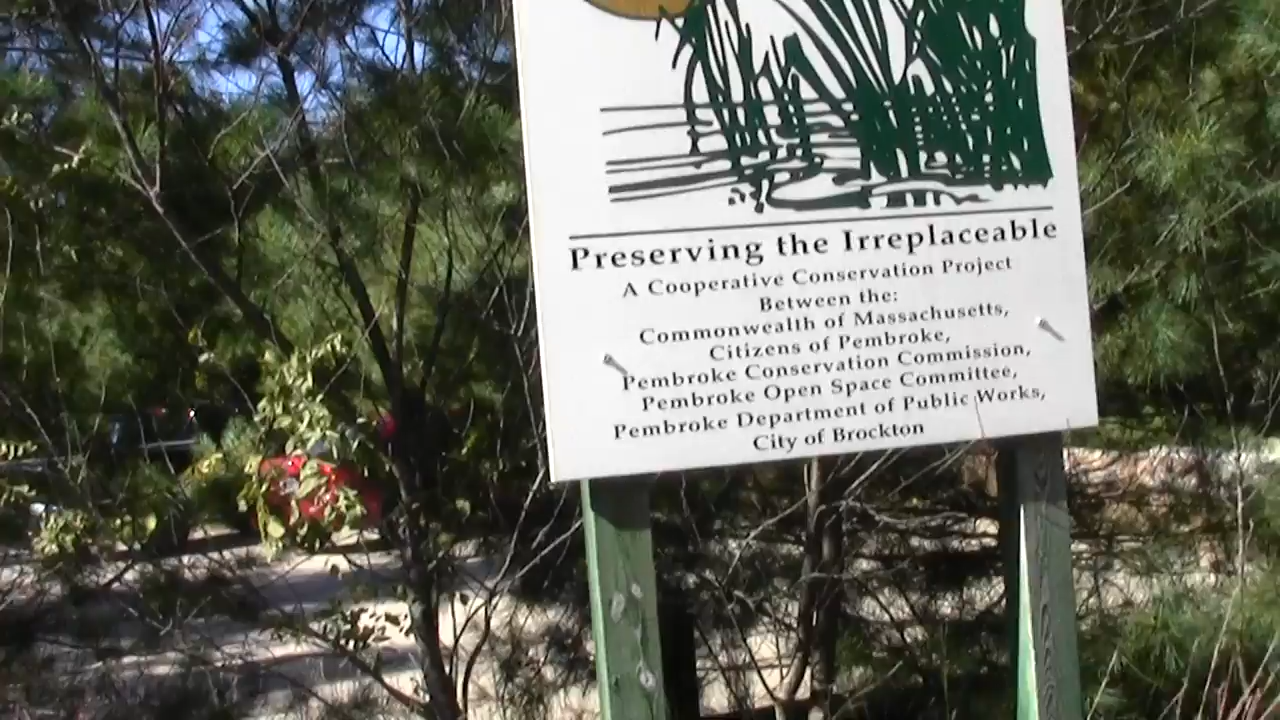 Preserving the Irreplaceable
A Cooperative Conservation Project
Between the:
Commonwealth of Massachusetts,
Citizens of Pembroke,
Pembroke Conservation Commission,
Pembroke Open Space Committee,
Pembroke Department of Public Works,
City of Brockton